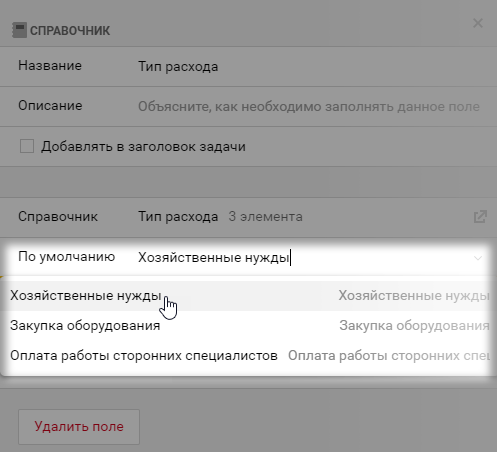 СПРАВОЧНИК
Название Тип расхода
Описание Объясните, как необходимо заполнять данное поле
Добавлять в заголовок задачи
Справочник Тип расхода 3 элемента
По умолчанию Хозяйственные нужды
Хозяйственные нужды Хозяйственные нужды
Закупка оборудования Закупка оборудования
Оплата работы сторонних специалистов Оплата работы сторонних спец
Удалить поле